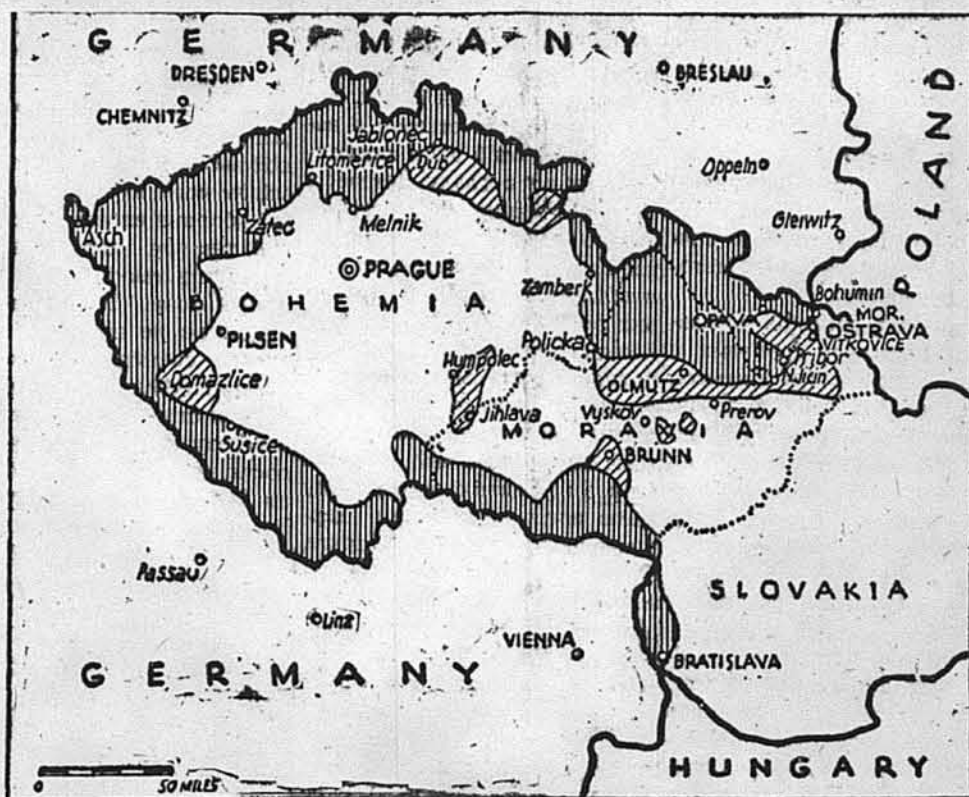 GERMANY
DRESDEN
BRESLAU
CHEMNITZ
POLAND
Jablonec
Litomerice
Dub
Oppeln
Asch
Zatec
Melnik
Gleiwitz
PRAGUE
Zamberk
Bohumin
BOHEMIA
OPAVA
MOR.
OSTRAVA
VITKOVICE
PILSEN
Policka
Pribor
Humpolec
Domazlice
OLMUTZ
Jicin
Jihlava
Vyskov
Prerov
MORAVIA
Susice
BRUNN
Passau
SLOVAKIA
Linz
VIENNA
GERMANY
BRATISLAVA
0 50 MILES
HUNGARY